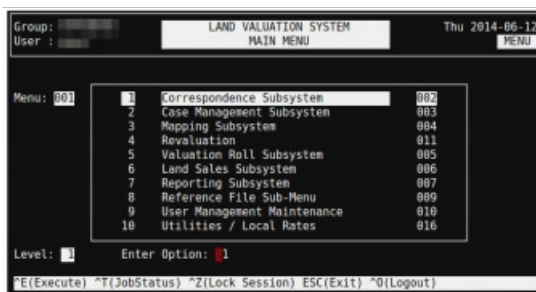 Group: LAND VALUATION SYSTEM Thu 2014-06-12
User : MAIN MENU MENU
Menu: 001 1 Correspondence Subsystem 002
2 Case Management Subsystem 003
3 Mapping Subsystem 004
4 Revaluation 011
5 Valuation Roll Subsystem 005
6 Land Sales Subsystem 006
7 Reporting Subsystem 007
8 Reference File Sub-Menu 009
9 User Management Maintenance 010
10 Utilities / Local Rates 016
Level: 1 Enter Option: 1
^E(Execute) ^T(JobStatus) ^Z(Lock Session) ESC(Exit) ^O(Logout)